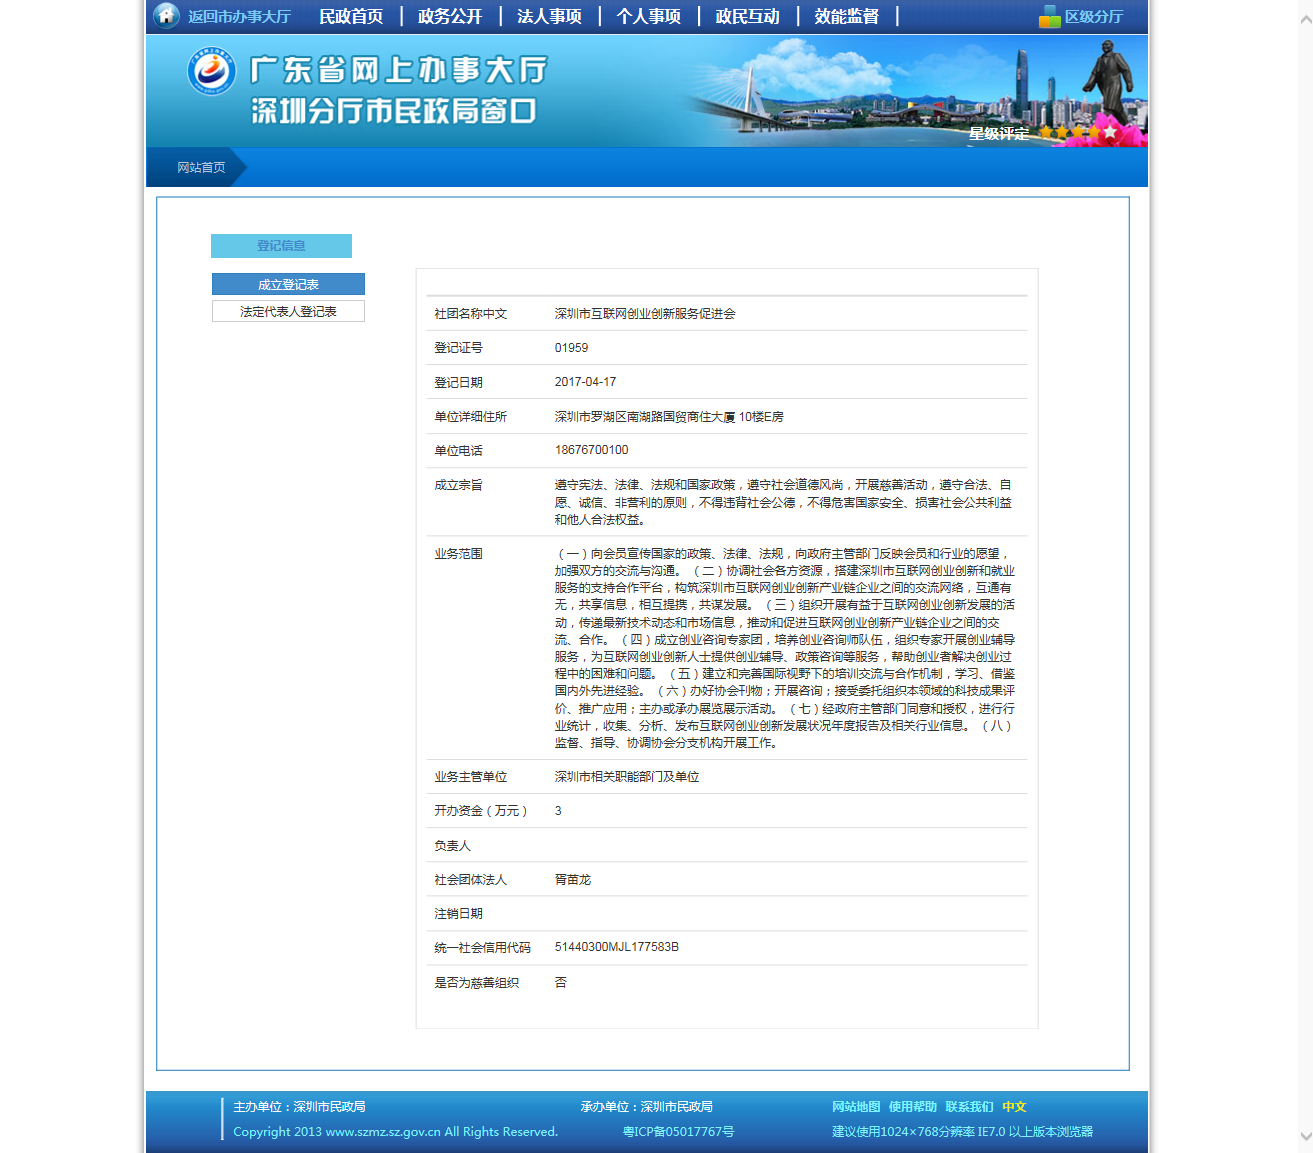 返回市办事大厅 民政首页 政务公开 法人事项 个人事项 政民互动 效能监督 区级分厅
广东省网上办事大厅
深圳分厅市民政局窗口
星级评定
网站首页
登记信息
成立登记表
法定代表人登记表
社团名称中文 深圳市互联网创业创新服务促进会
登记证号 01959
登记日期 2017-04-17
单位详细住所 深圳市罗湖区南湖路国贸商住大厦 10楼E房
单位电话 18676700100
成立宗旨 遵守宪法、法律、法规和国家政策，遵守社会道德风尚，开展慈善活动，遵守合法、自
愿、诚信、非营利的原则，不得违背社会公德，不得危害国家安全、损害社会公共利益
和他人合法权益。
业务范围 （一）向会员宣传国家的政策、法律、法规，向政府主管部门反映会员和行业的愿望，
加强双方的交流与沟通。 （二）协调社会各方资源，搭建深圳市互联网创业创新和就业
服务的支持合作平台，构筑深圳市互联网创业创新产业链企业之间的交流网络，互通有
无，共享信息，相互提携，共谋发展。 （三）组织开展有益于互联网创业创新发展的活
动，传递最新技术动态和市场信息，推动和促进互联网创业创新产业链企业之间的交
流、合作。 （四）成立创业咨询专家团，培养创业咨询师队伍，组织专家开展创业辅导
服务，为互联网创业创新人士提供创业辅导、政策咨询等服务，帮助创业者解决创业过
程中的困难和问题。 （五）建立和完善国际视野下的培训交流与合作机制，学习、借鉴
国内外先进经验。 （六）办好协会刊物；开展咨询；接受委托组织本领域的科技成果评
价、推广应用；主办或承办展览展示活动。 （七）经政府主管部门同意和授权，进行行
业统计，收集、分析、发布互联网创业创新发展状况年度报告及相关行业信息。 （八）
监督、指导、协调协会分支机构开展工作。
业务主管单位 深圳市相关职能部门及单位
开办资金（万元） 3
负责人
社会团体法人 胥苗龙
注销日期
统一社会信用代码 51440300MJL177583B
是否为慈善组织 否
主办单位：深圳市民政局 承办单位：深圳市民政局 网站地图 使用帮助 联系我们 中文
Copyright 2013 www.szmz.sz.gov.cn All Rights Reserved. 粤ICP备05017767号 建议使用1024×768分辨率 IE7.0 以上版本浏览器